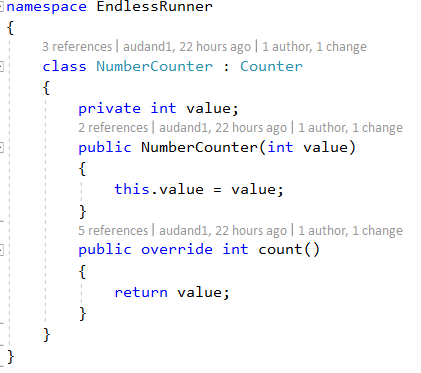 namespace EndlessRunner
{
3 references | audand1, 22 hours ago | 1 author, 1 change
class NumberCounter : Counter
{
private int value;
2 references | audand1, 22 hours ago | 1 author, 1 change
public NumberCounter(int value)
{
this.value = value;
}
5 references | audand1, 22 hours ago | 1 author, 1 change
public override int count()
{
return value;
}
}
}